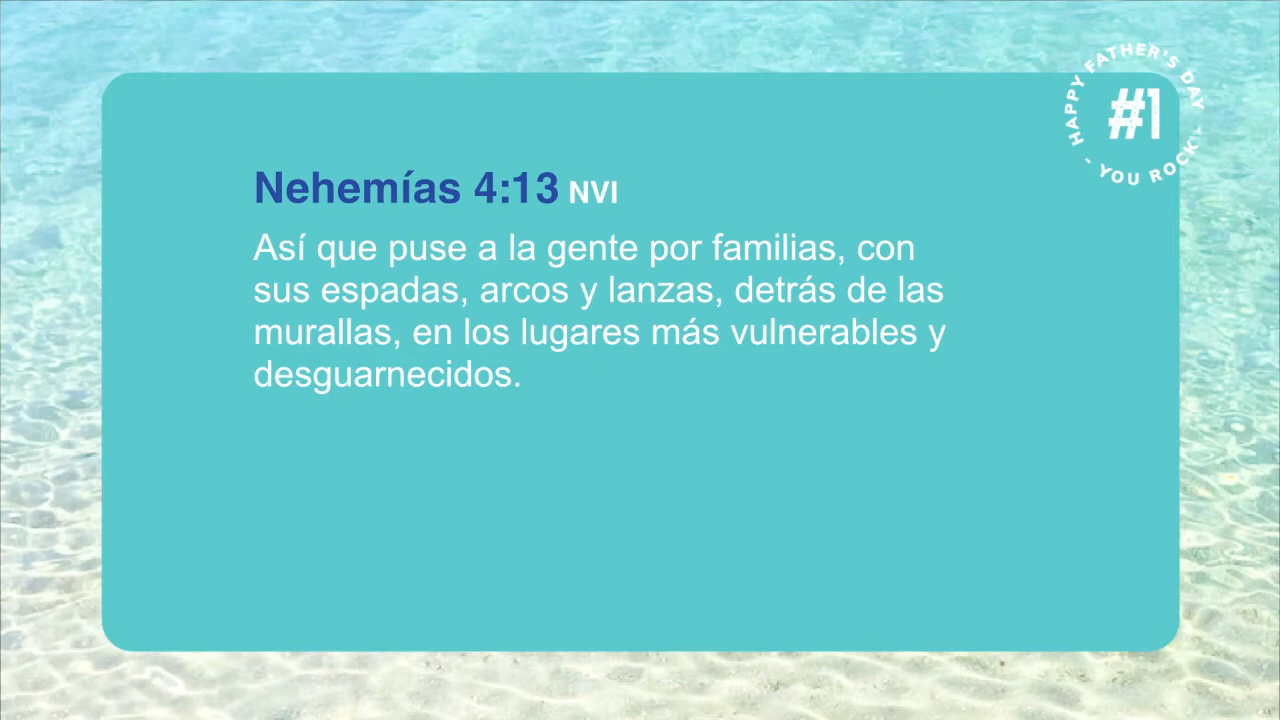 HAPPY FATHER'S DAY
#1
- YOU ROCK -
Nehemías 4:13 NVI
Así que puse a la gente por familias, con
sus espadas, arcos y lanzas, detrás de las
murallas, en los lugares más vulnerables y
desguarnecidos.